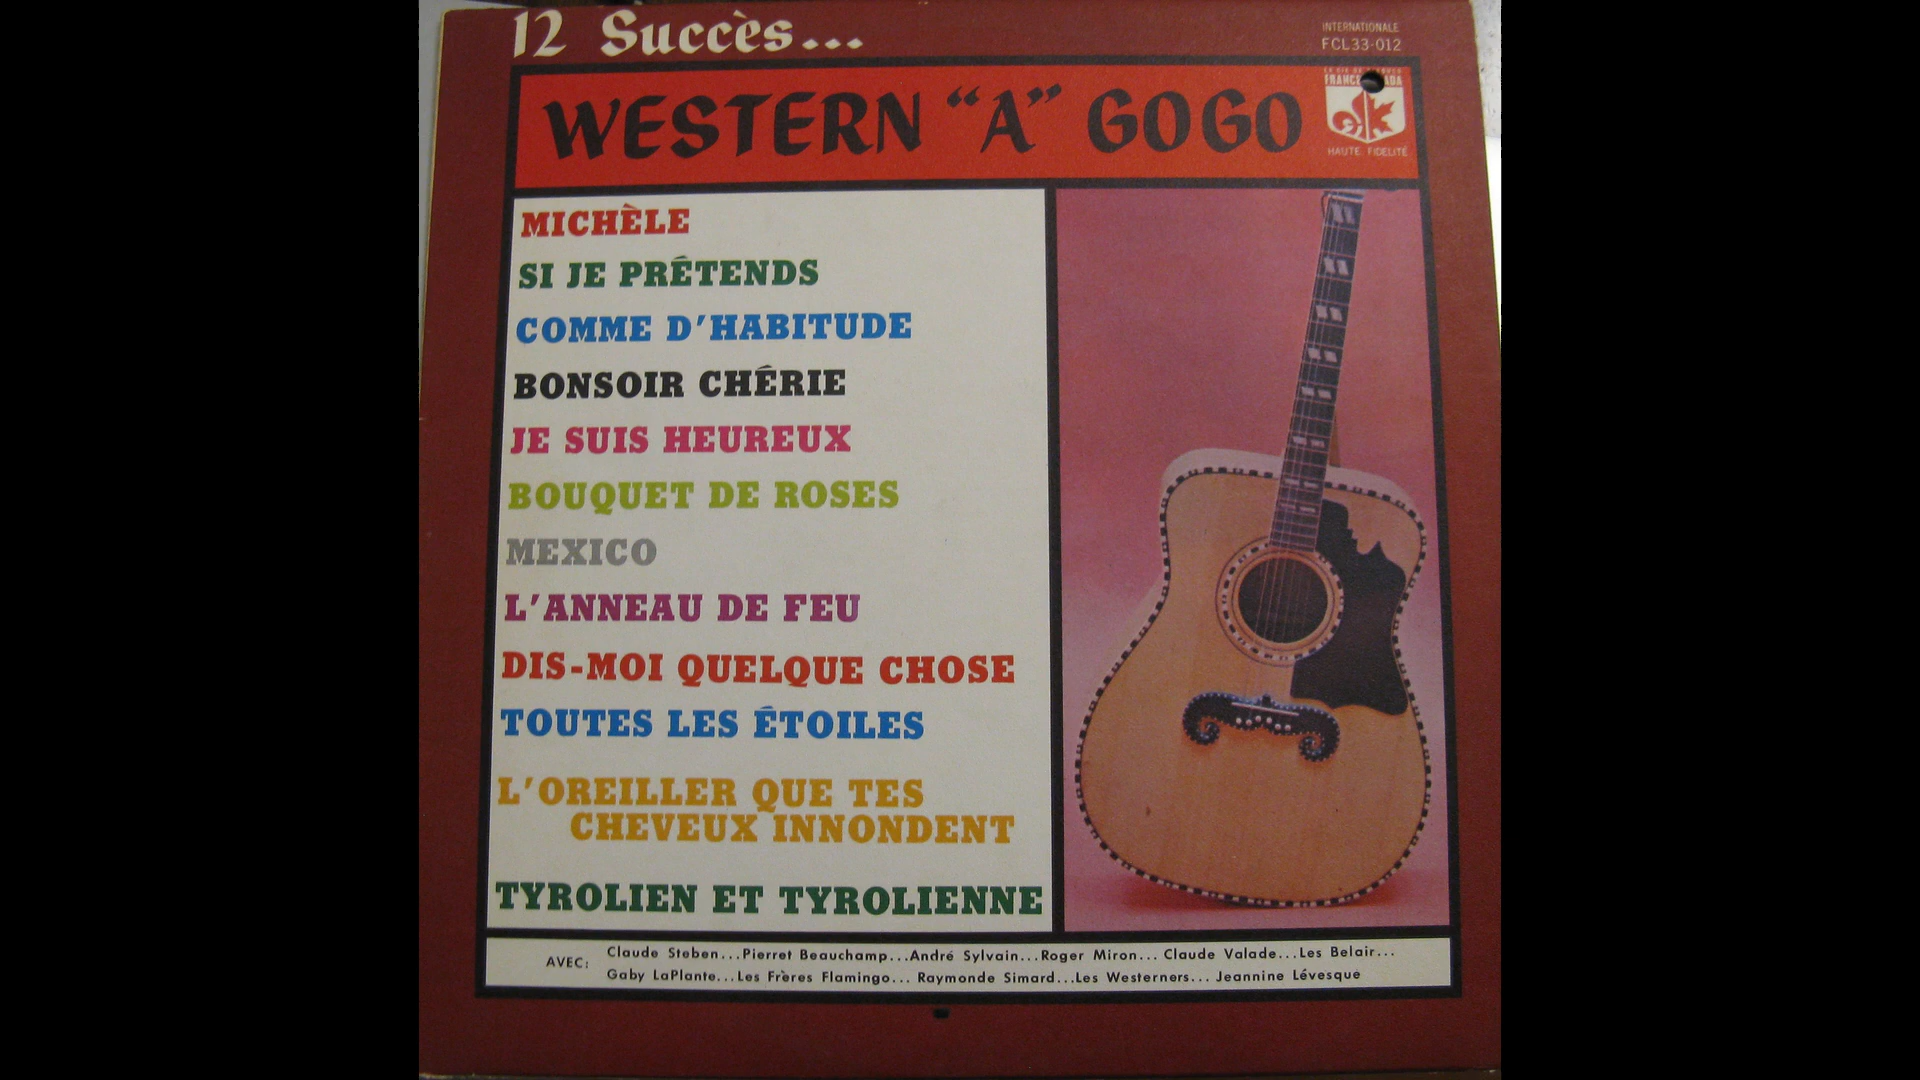 12 Succès...
INTERNATIONALE
FCL33-012
WESTERN “A” GOGO
HAUTE FIDÉLITÉ
MICHÈLE
SI JE PRÉTENDS
COMME D’HABITUDE
BONSOIR CHÉRIE
JE SUIS HEUREUX
BOUQUET DE ROSES
MEXICO
L’ANNEAU DE FEU
DIS-MOI QUELQUE CHOSE
TOUTES LES ÉTOILES
L’OREILLER QUE TES
CHEVEUX INNONDENT
TYROLIEN ET TYROLIENNE
AVEC:
Claude Steben...Pierret Beauchamp...André Sylvain...Roger Miron... Claude Valade...Les Belair...
Gaby LaPlante...Les Frères Flamingo... Raymonde Simard...Les Westerners... Jeannine Lévesque